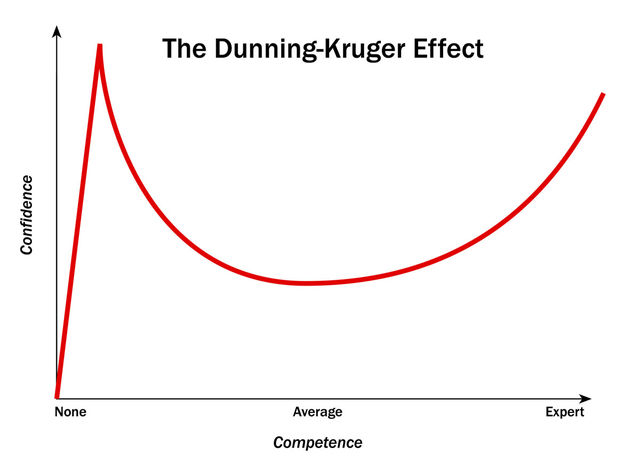 The Dunning-Kruger Effect
Confidence
None
Average
Expert
Competence